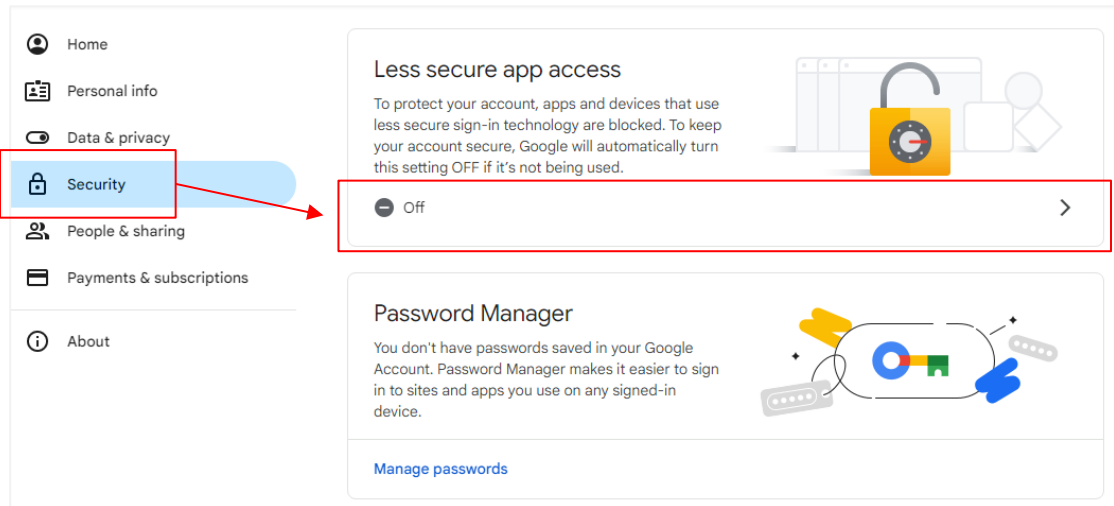 Home
Personal info
Data & privacy
Security
People & sharing
Payments & subscriptions
About
Less secure app access
To protect your account, apps and devices that use
less secure sign-in technology are blocked. To keep
your account secure, Google will automatically turn
this setting OFF if it's not being used.
Off
Password Manager
You don't have passwords saved in your Google
Account. Password Manager makes it easier to sign
in to sites and apps you use on any signed-in
device.
Manage passwords